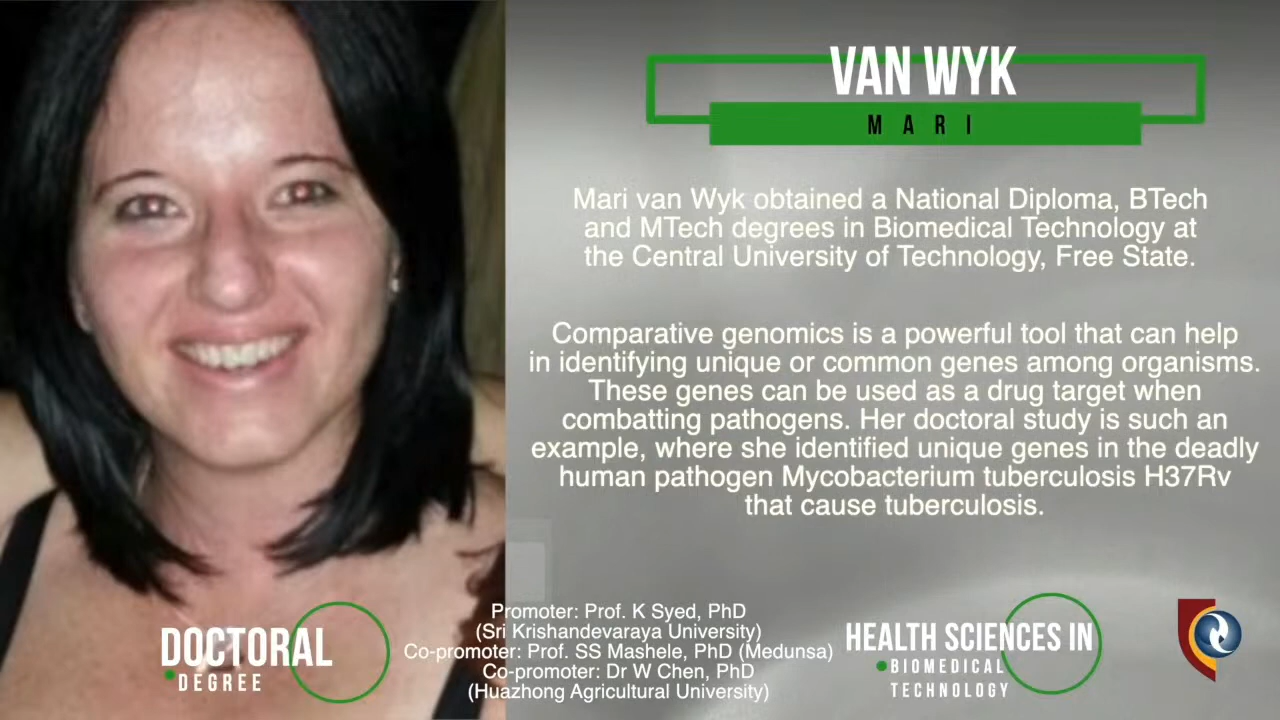 VAN WYK
MARI
Mari van Wyk obtained a National Diploma, BTech
and MTech degrees in Biomedical Technology at
the Central University of Technology, Free State.
Comparative genomics is a powerful tool that can help
in identifying unique or common genes among organisms.
These genes can be used as a drug target when
combatting pathogens. Her doctoral study is such an
example, where she identified unique genes in the deadly
human pathogen Mycobacterium tuberculosis H37Rv
that cause tuberculosis.
DOCTORAL
DEGREE
Promoter: Prof. K Syed, PhD
(Sri Krishandevaraya University)
Co-promoter: Prof. SS Mashele, PhD (Medunsa)
Co-promoter: Dr W Chen, PhD
(Huazhong Agricultural University)
HEALTH SCIENCES IN
BIOMEDICAL
TECHNOLOGY